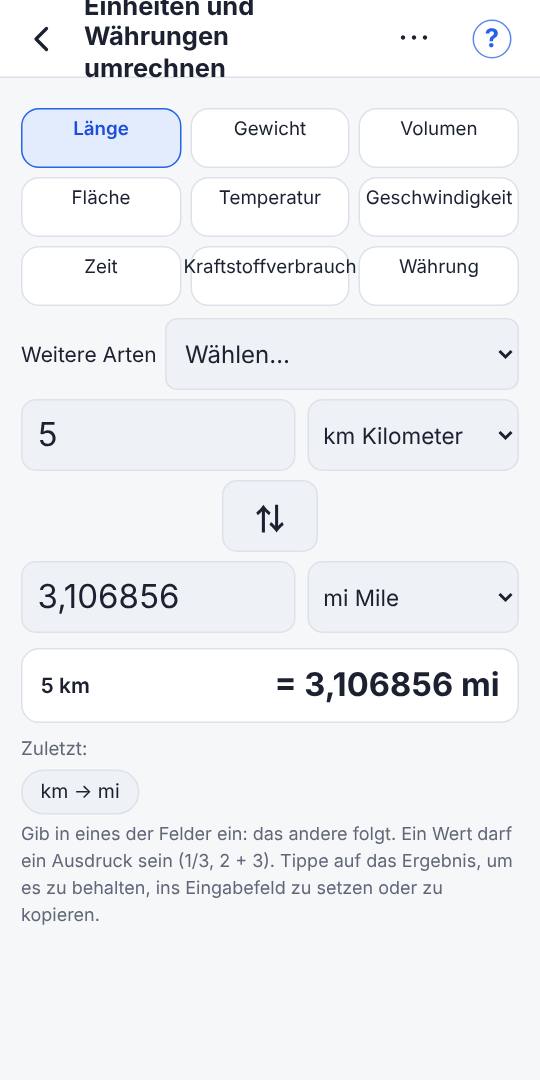 Einheiten und
Währungen
umrechnen
...
?
Länge
Gewicht
Volumen
Fläche
Temperatur
Geschwindigkeit
Zeit
Kraftstoffverbrauch
Währung
Weitere Arten
Wählen...
5
km Kilometer
3,106856
mi Mile
5 km
= 3,106856 mi
Zuletzt:
km → mi
Gib in eines der Felder ein: das andere folgt. Ein Wert darf
ein Ausdruck sein (1/3, 2 + 3). Tippe auf das Ergebnis, um
es zu behalten, ins Eingabefeld zu setzen oder zu
kopieren.